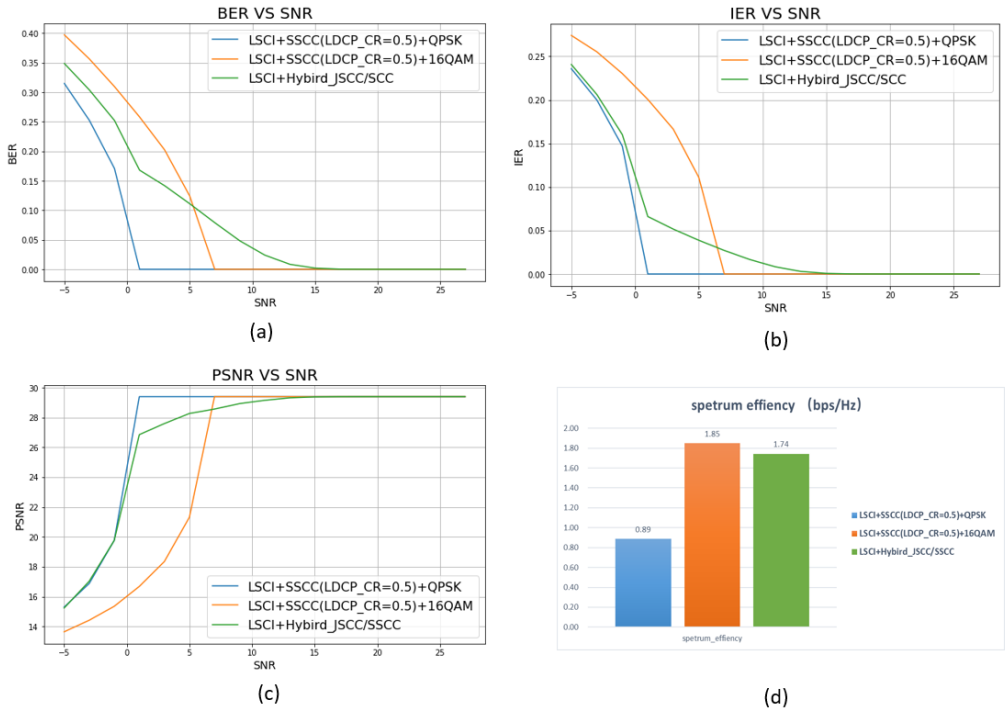 BER VS SNR
LSCI+SSCC(LDCP_CR=0.5)+QPSK
LSCI+SSCC(LDCP_CR=0.5)+16QAM
LSCI+Hybird_JSCC/SCC
0.40
0.35
0.30
0.25
0.20
0.15
0.10
0.05
0.00
BER
-5
0
5
10
15
20
25
SNR
(a)
IER VS SNR
LSCI+SSCC(LDCP_CR=0.5)+QPSK
LSCI+SSCC(LDCP_CR=0.5)+16QAM
LSCI+Hybird_JSCC/SCC
0.25
0.20
0.15
0.10
0.05
0.00
IER
-5
0
5
10
15
20
25
SNR
(b)
PSNR VS SNR
30
28
26
24
22
20
18
16
14
PSNR
LSCI+SSCC(LDCP_CR=0.5)+QPSK
LSCI+SSCC(LDCP_CR=0.5)+16QAM
LSCI+Hybird_JSCC/SSCC
-5
0
5
10
15
20
25
SNR
(c)
spetrum effiency （bps/Hz）
2.00
1.80
1.60
1.40
1.20
1.00
0.80
0.60
0.40
0.20
0.00
0.89
1.85
1.74
spetrum_effiency
LSCI+SSCC(LDCP_CR=0.5)+QPSK
LSCI+SSCC(LDCP_CR=0.5)+16QAM
LSCI+Hybird_JSCC/SSCC
(d)